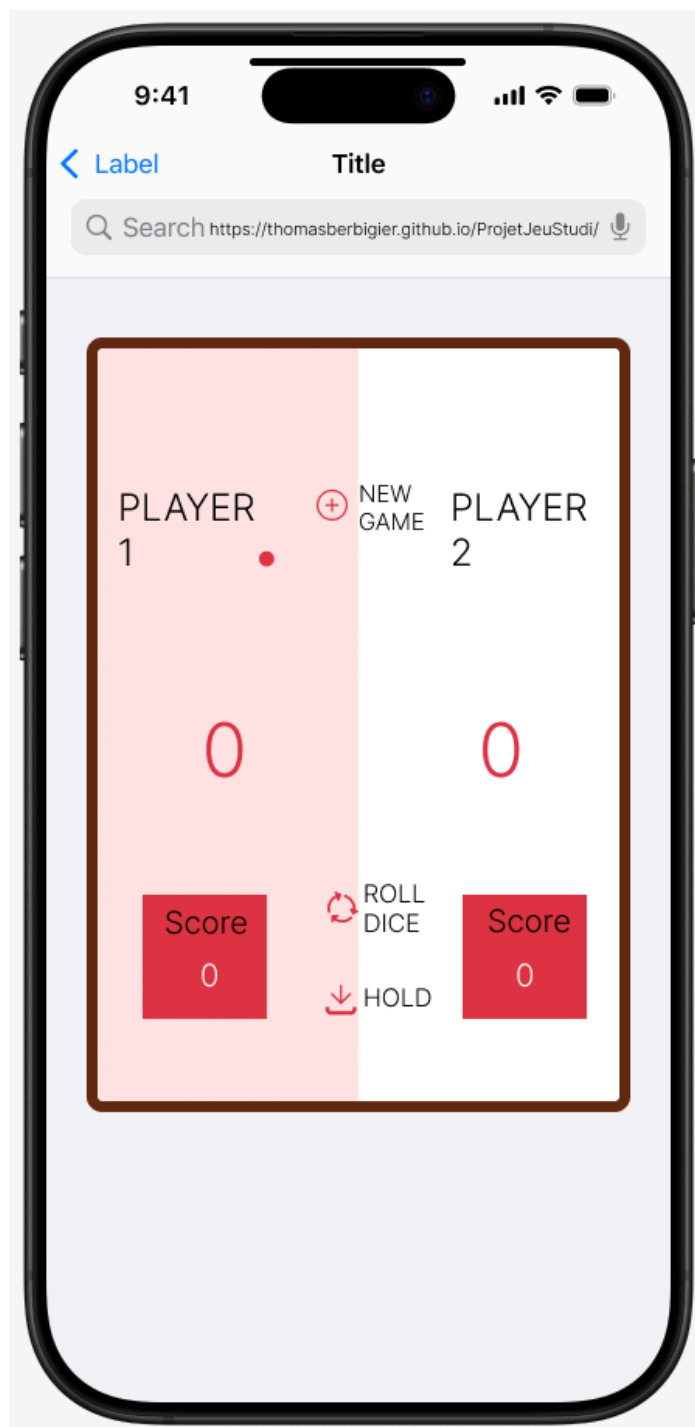 9:41
Label
Title
Search https://thomasberbigier.github.io/ProjetJeuStudi/
PLAYER
1
NEW
GAME
PLAYER
2
0
0
Score
0
ROLL
DICE
HOLD
Score
0